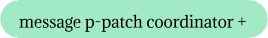 message p-patch coordinator +